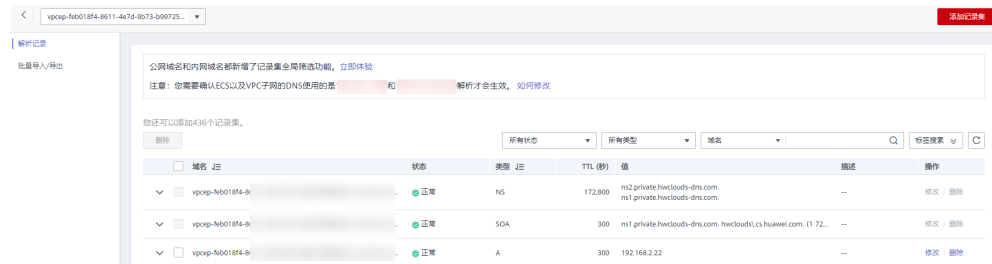 vpcep-feb018f4-8611-4e7d-9b73-b99725...
添加记录集
解析记录
批量导入/导出
公网域名和内网域名都新增了记录集全局筛选功能。立即体验
注意：您需要确认ECS以及VPC子网的DNS使用的是 和 解析才会生效。 如何修改
您还可以添加436个记录集。
删除 所有状态 所有类型 域名 标签搜索
域名 状态 类型 TTL (秒) 值 描述 操作
vpcep-feb018f4-8 .. 正常 NS 172,800 ns2.private.hwclouds-dns.com. -- 修改 | 删除
ns1.private.hwclouds-dns.com.
vpcep-feb018f4-8 .. 正常 SOA 300 ns1.private.hwclouds-dns.com. hwclouds\.cs.huawei.com. (1 72... -- 修改 | 删除
vpcep-feb018f4-8 .. 正常 A 300 192.168.2.22 -- 修改 | 删除